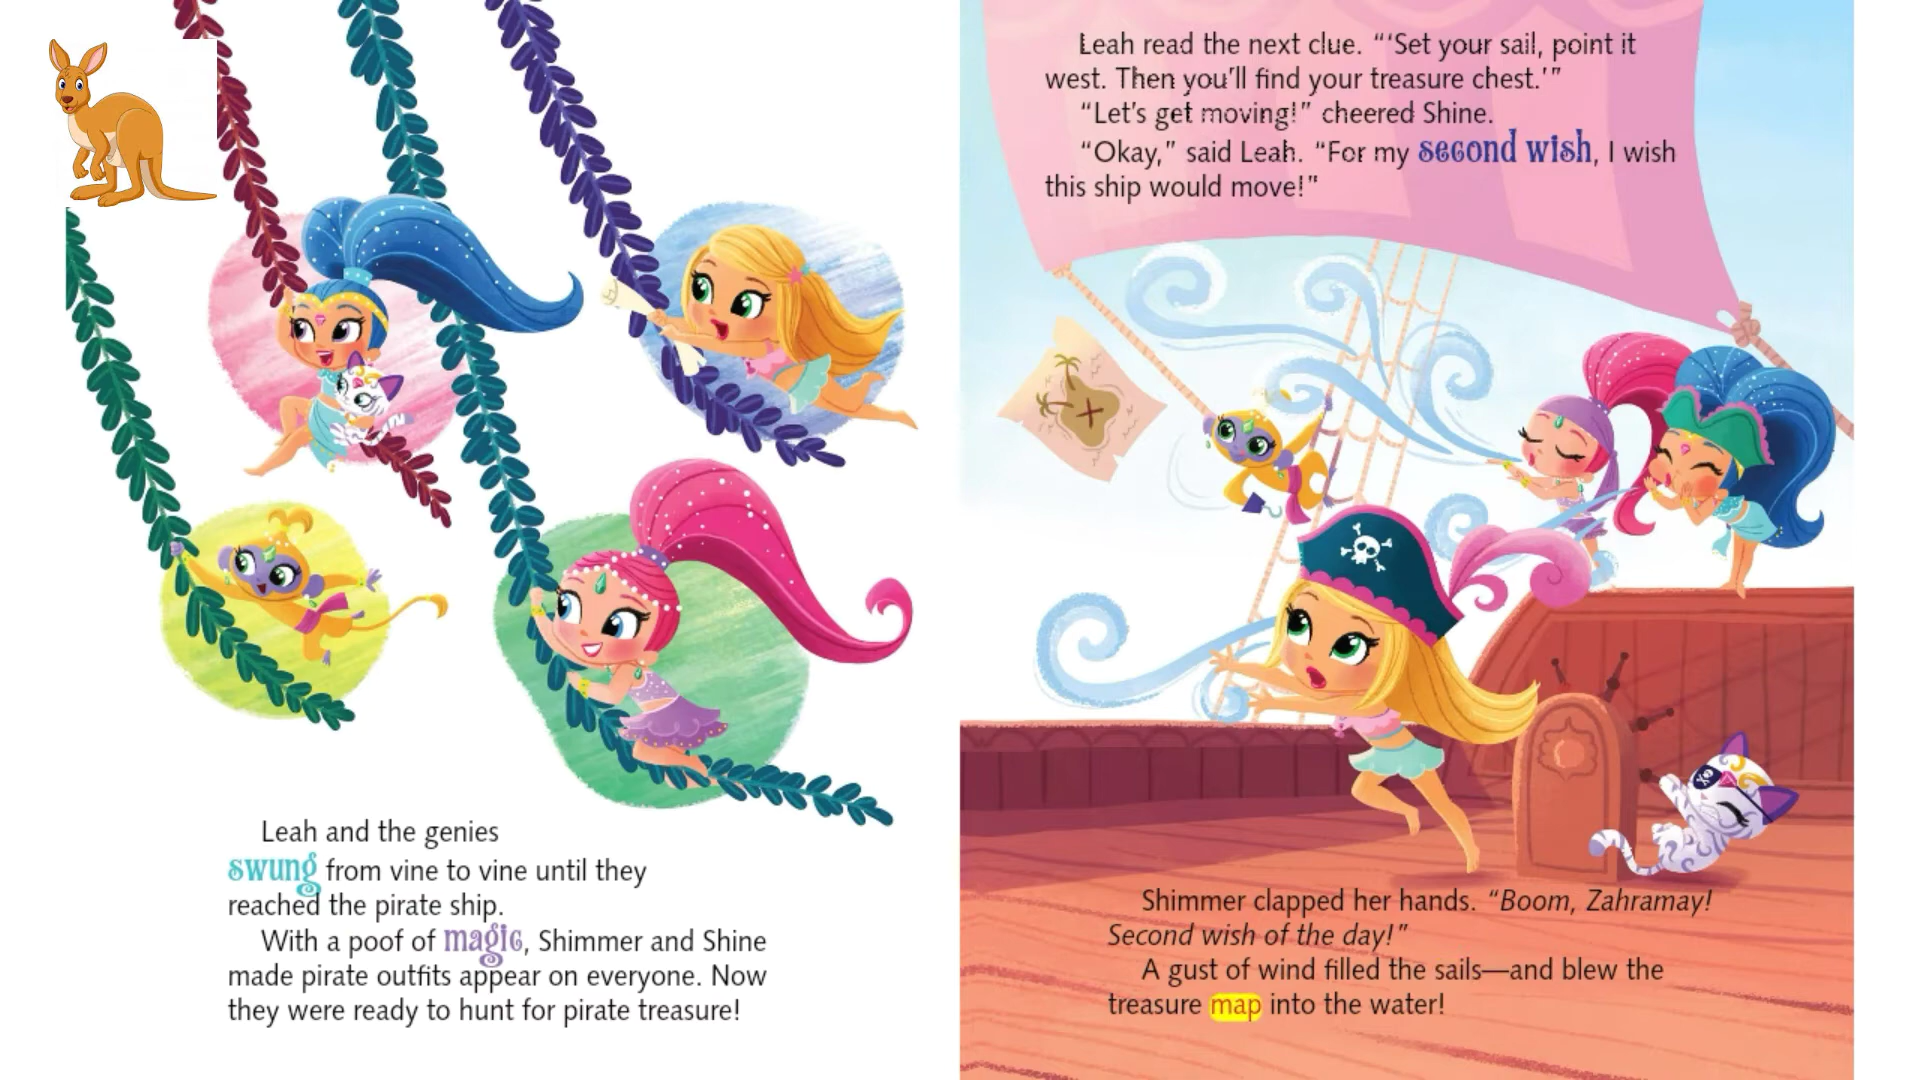 Leah and the genies
swung from vine to vine until they
reached the pirate ship.
With a poof of magic, Shimmer and Shine
made pirate outfits appear on everyone. Now
they were ready to hunt for pirate treasure!
Leah read the next clue. “‘Set your sail, point it
west. Then you’ll find your treasure chest.’”
“Let’s get moving!” cheered Shine.
“Okay,” said Leah. “For my second wish, I wish
this ship would move!”
Shimmer clapped her hands. “Boom, Zahramay!
Second wish of the day!”
A gust of wind filled the sails—and blew the
treasure map into the water!